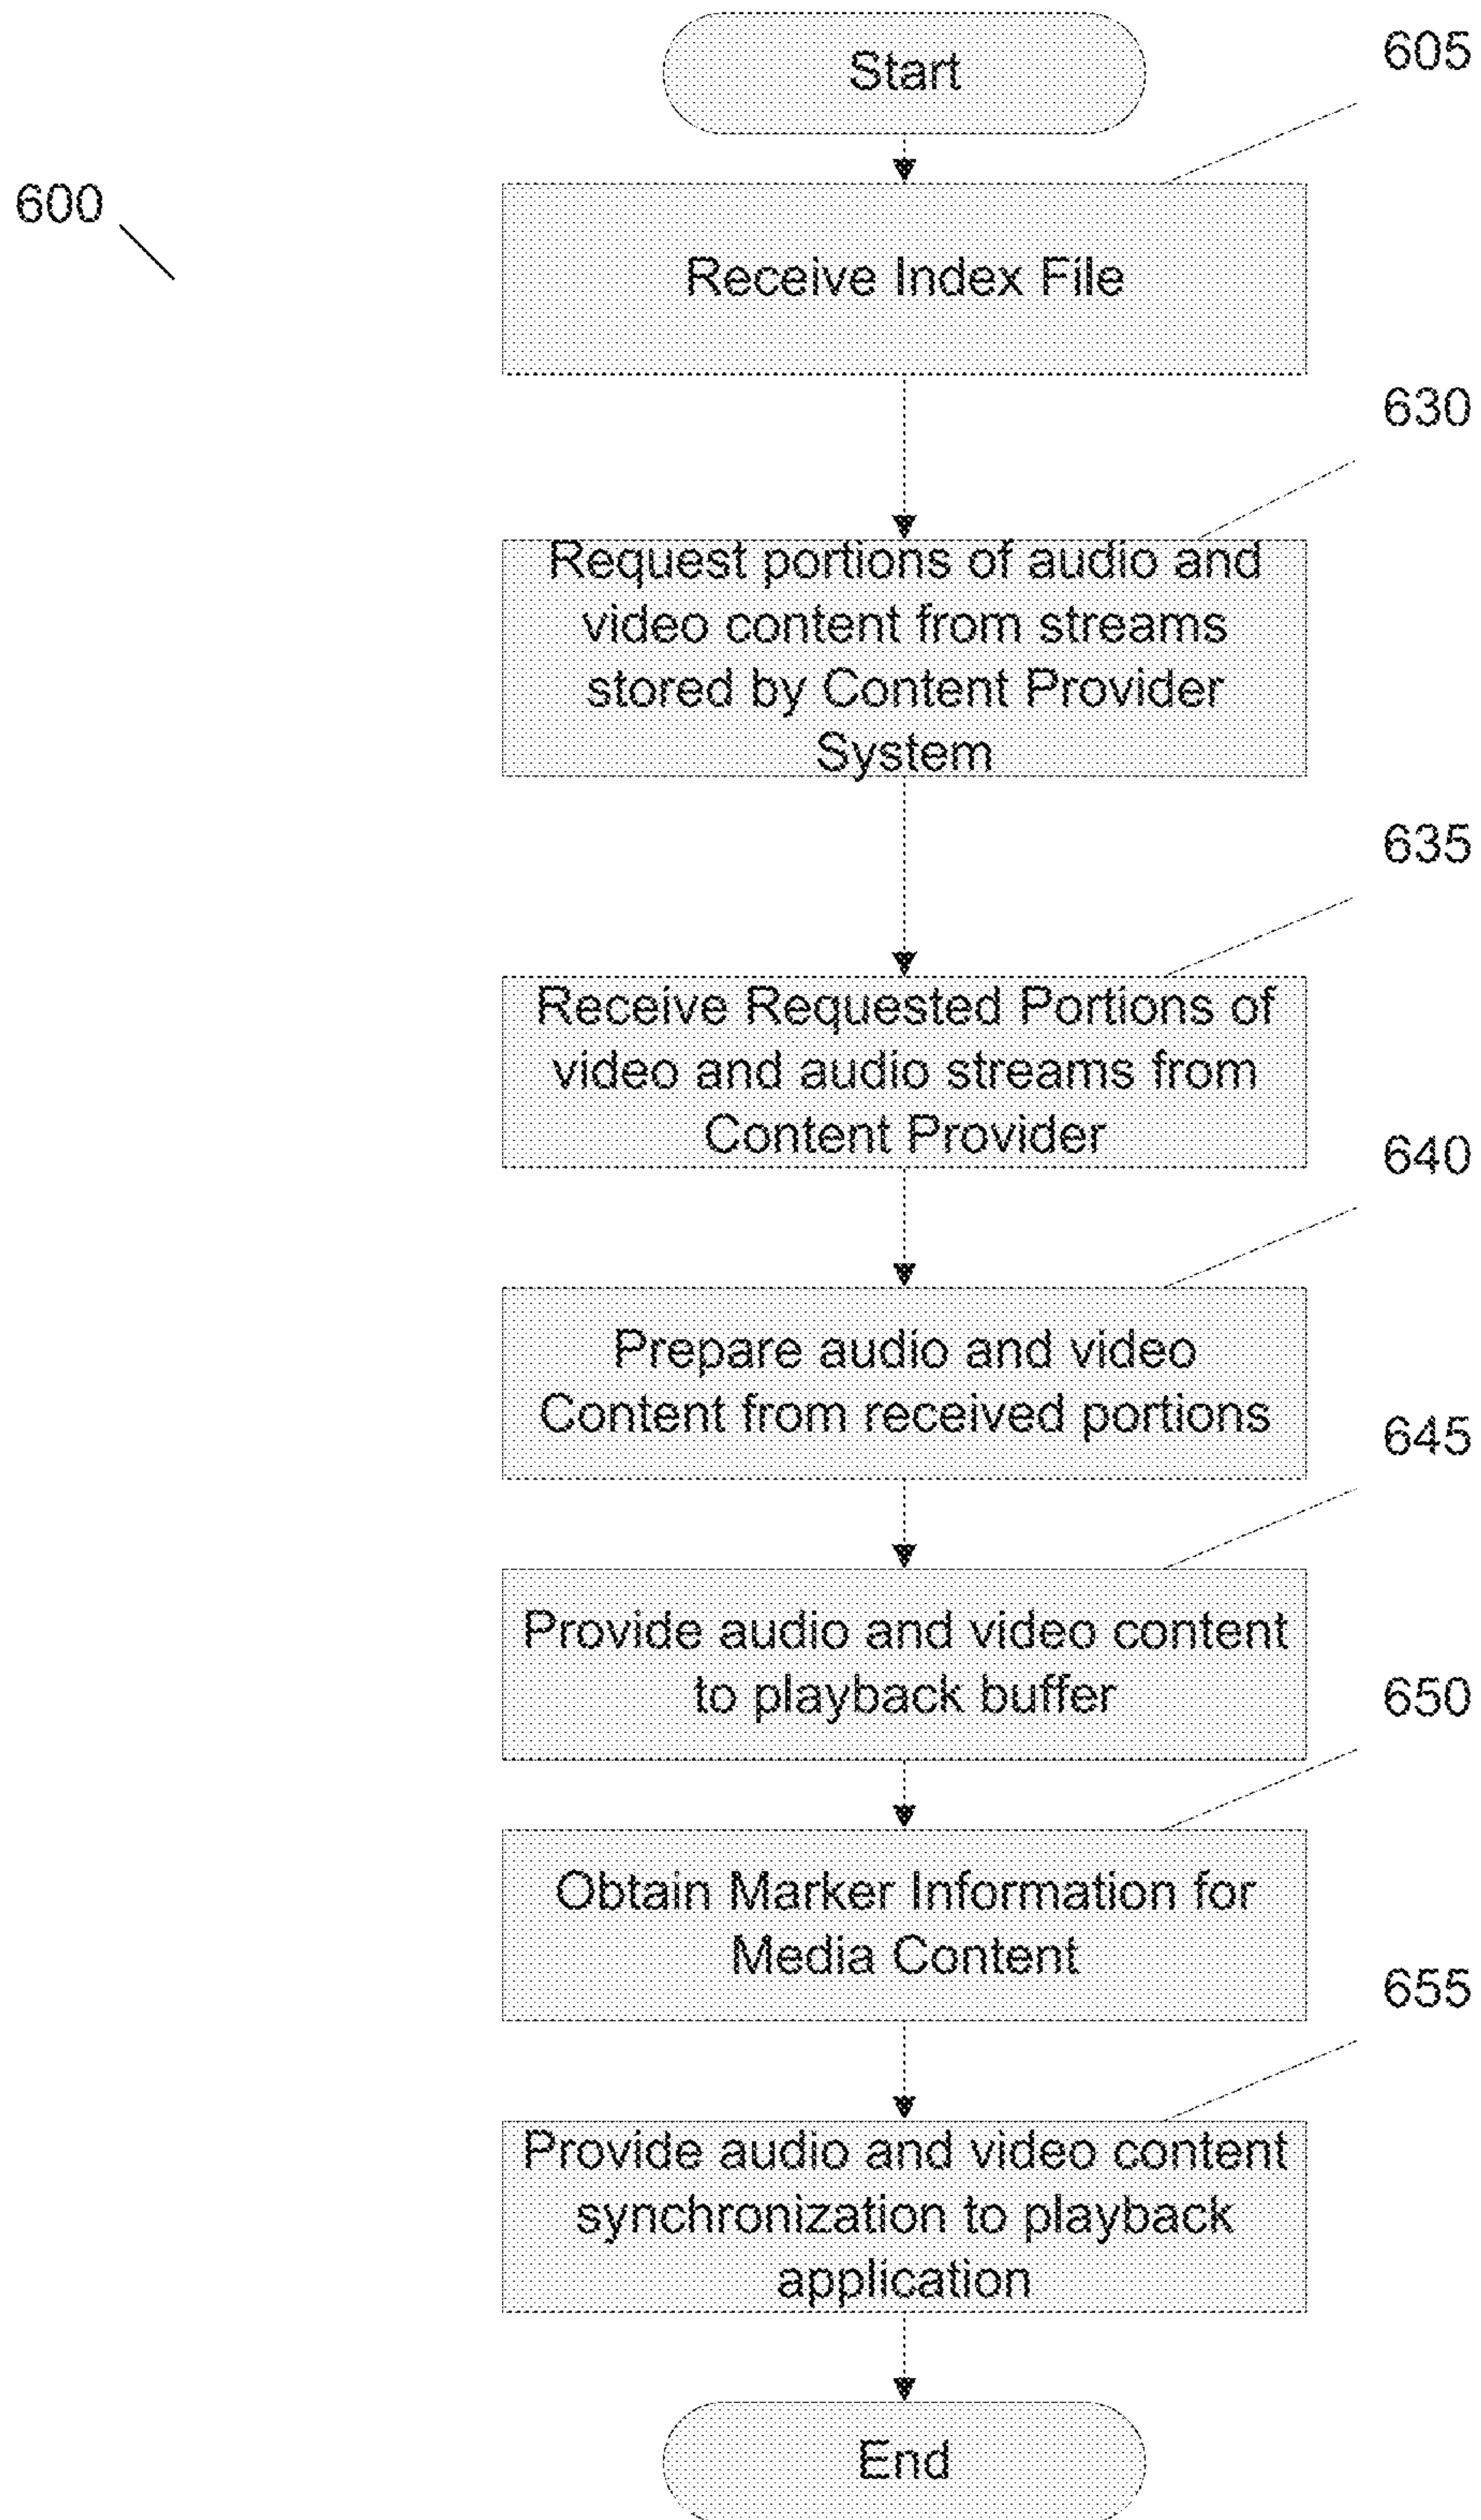 Start
605
600
Receive Index File
630
Request portions of audio and
video content from streams
stored by Content Provider
System
635
Receive Requested Portions of
video and audio streams from
Content Provider
640
Prepare audio and video
Content from received portions
645
Provide audio and video content
to playback buffer
650
Obtain Marker Information for
Media Content
655
Provide audio and video content
synchronization to playback
application
End